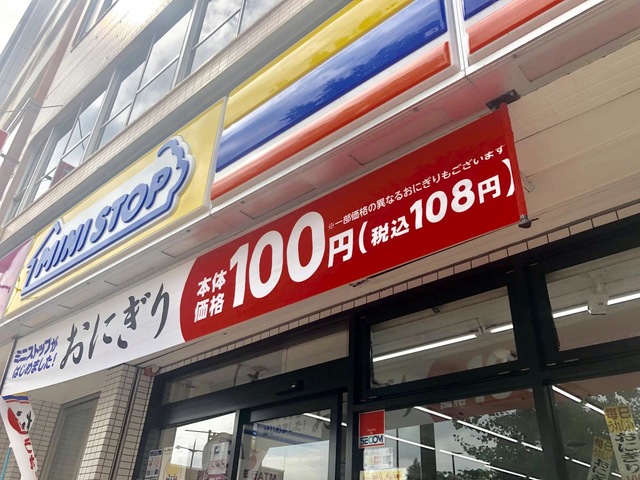 MINI STOP
ミニストップが
はじめました!
おにぎり
本体
価格
100円(税込108円)
※一部価格の異なるおにぎりもございます
SECOM
毎日